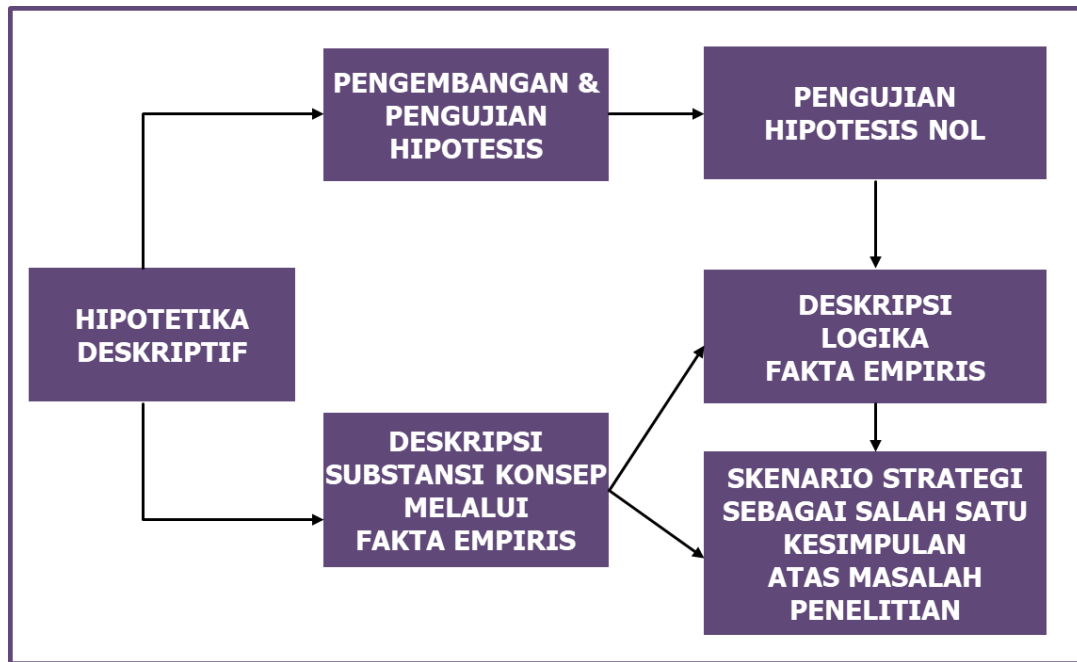 PENGEMBANGAN &
PENGUJIAN
HIPOTESIS
PENGUJIAN
HIPOTESIS NOL
HIPOTETIKA
DESKRIPTIF
DESKRIPSI
LOGIKA
FAKTA EMPIRIS
DESKRIPSI
SUBSTANSI KONSEP
MELALUI
FAKTA EMPIRIS
SKENARIO STRATEGI
SEBAGAI SALAH SATU
KESIMPULAN
ATAS MASALAH
PENELITIAN